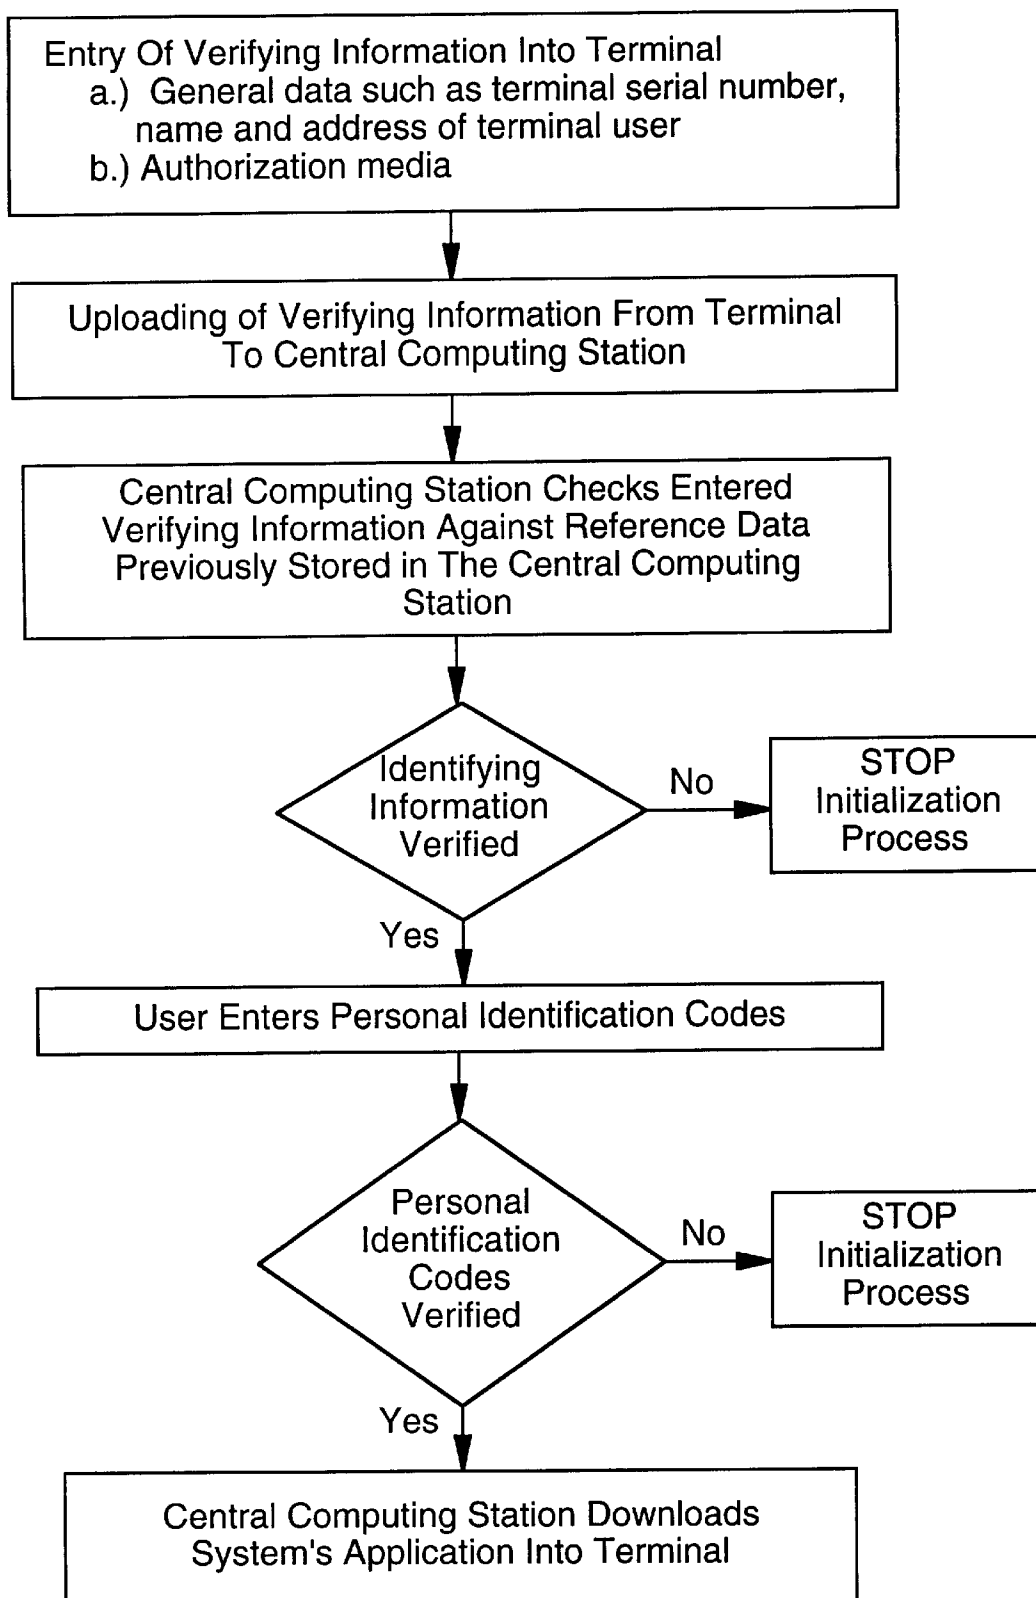 Entry Of Verifying Information Into Terminal
a.) General data such as terminal serial number,
name and address of terminal user
b.) Authorization media
Uploading of Verifying Information From Terminal
To Central Computing Station
Central Computing Station Checks Entered
Verifying Information Against Reference Data
Previously Stored in The Central Computing
Station
Identifying
Information
Verified
No
STOP
Initialization
Process
Yes
User Enters Personal Identification Codes
Personal
Identification
Codes
Verified
No
STOP
Initialization
Process
Yes
Central Computing Station Downloads
System's Application Into Terminal